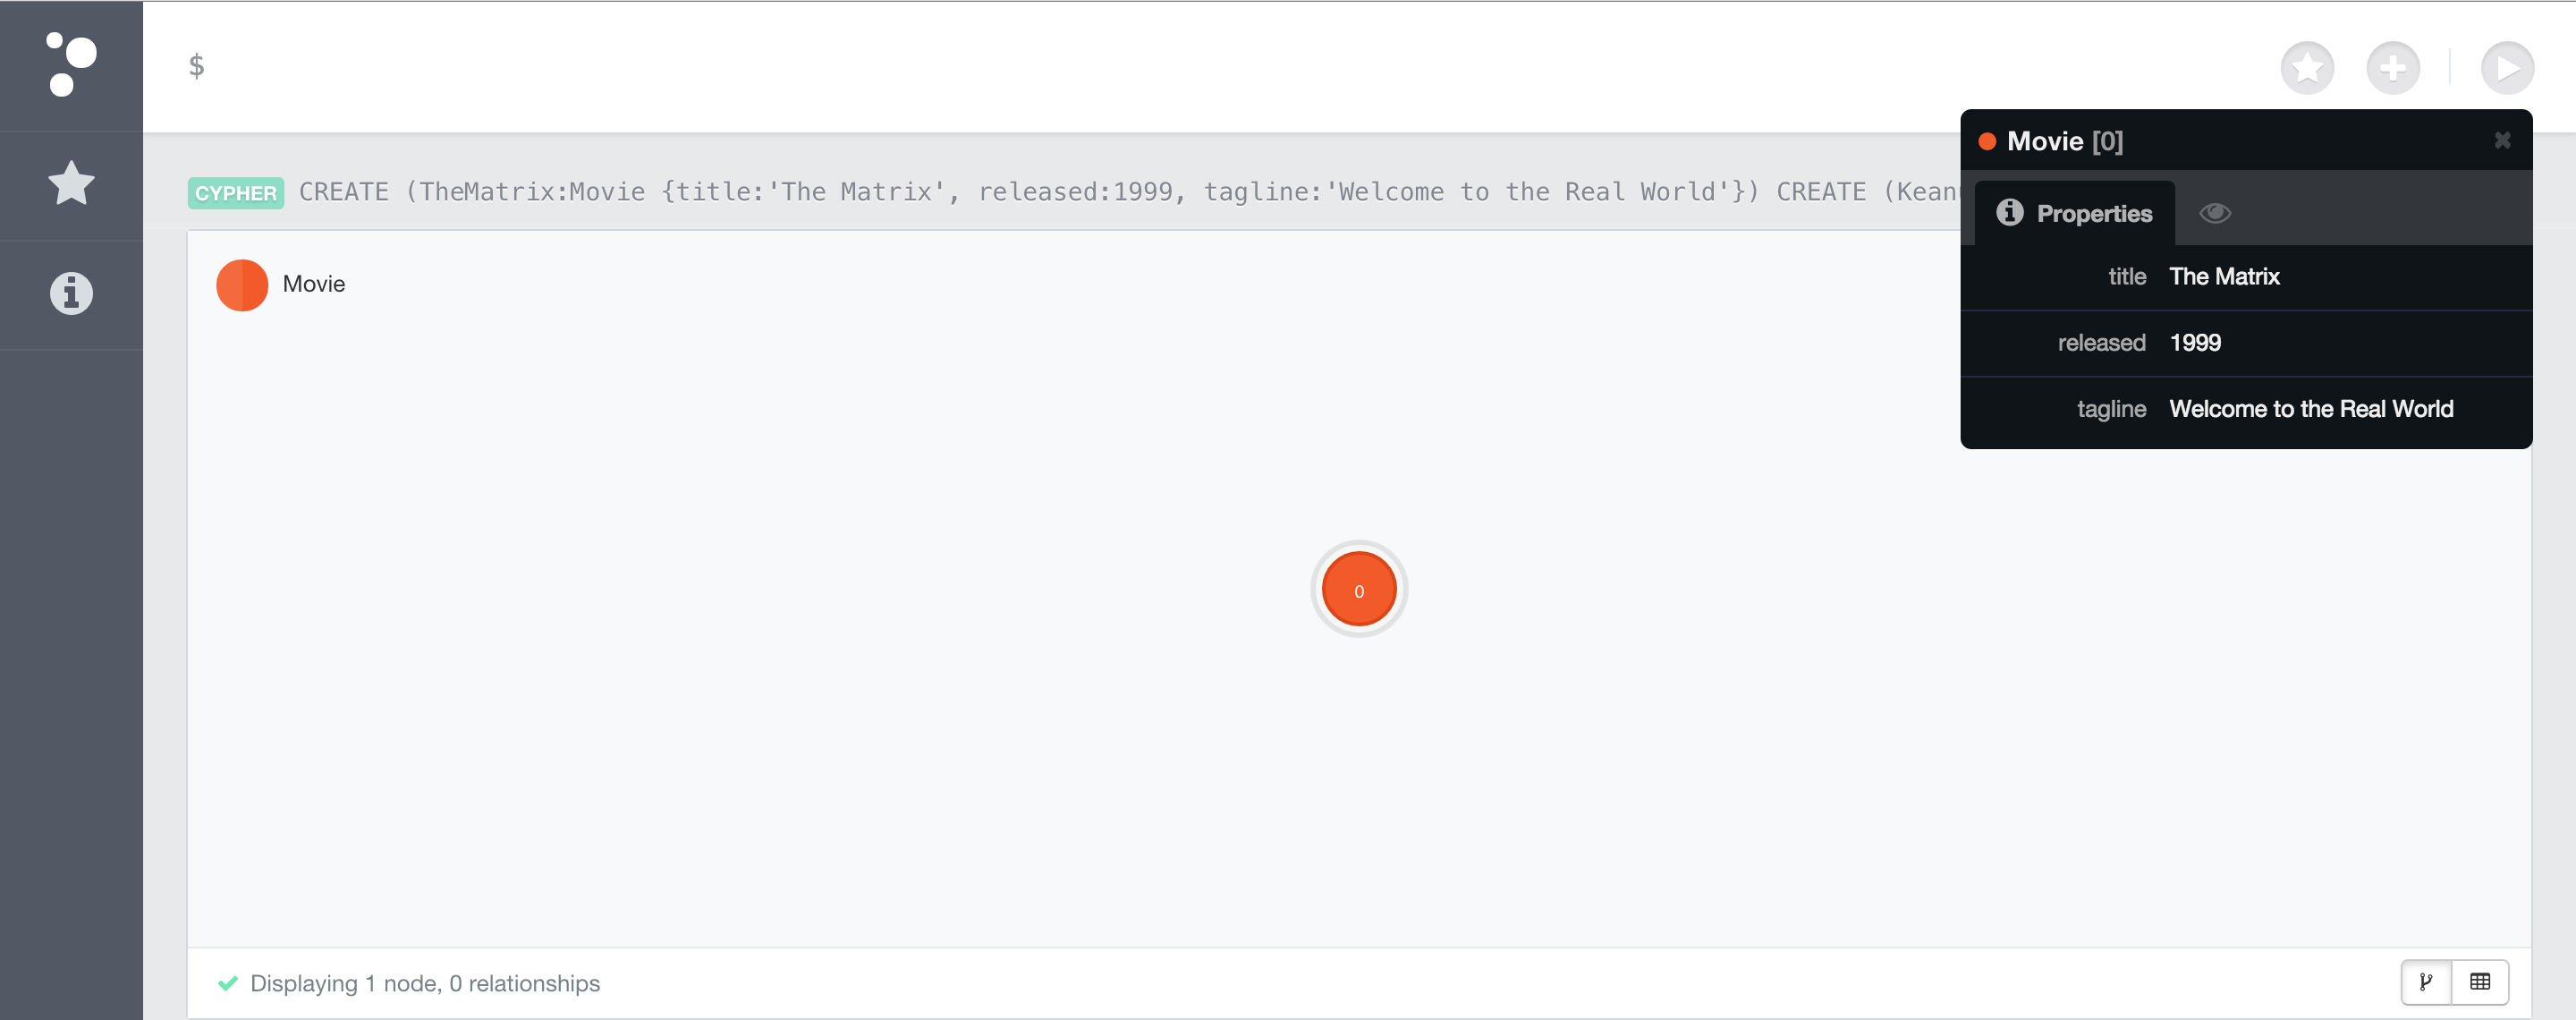 $
CYPHER CREATE (TheMatrix:Movie {title:'The Matrix', released:1999, tagline:'Welcome to the Real World'}) CREATE (Kean
Movie
0
Displaying 1 node, 0 relationships
Movie [0]
Properties
title The Matrix
released 1999
tagline Welcome to the Real World